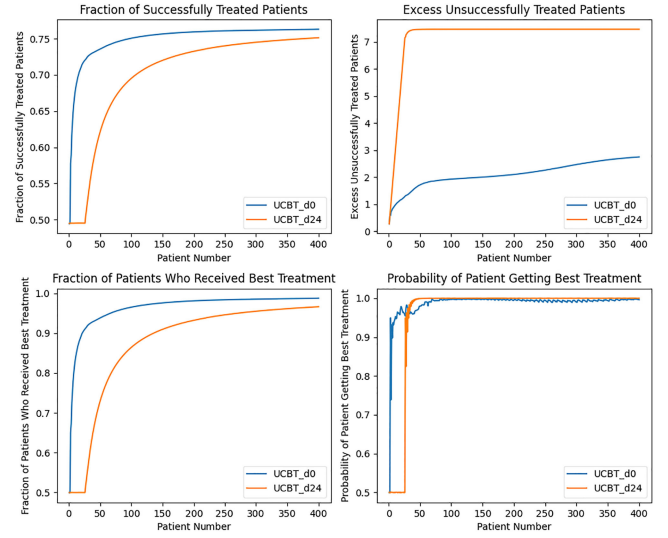 Fraction of Successfully Treated Patients
Fraction of Successfully Treated Patients
0.75
0.70
0.65
0.60
0.55
0.50
UCBT_d0
UCBT_d24
0 50 100 150 200 250 300 350 400
Patient Number
Excess Unsuccessfully Treated Patients
Excess Unsuccessfully Treated Patients
7
6
5
4
3
2
1
0
UCBT_d0
UCBT_d24
0 50 100 150 200 250 300 350 400
Patient Number
Fraction of Patients Who Received Best Treatment
Fraction of Patients Who Received Best Treatment
1.0
0.9
0.8
0.7
0.6
0.5
UCBT_d0
UCBT_d24
0 50 100 150 200 250 300 350 400
Patient Number
Probability of Patient Getting Best Treatment
Probability of Patient Getting Best Treatment
1.0
0.9
0.8
0.7
0.6
0.5
UCBT_d0
UCBT_d24
0 50 100 150 200 250 300 350 400
Patient Number